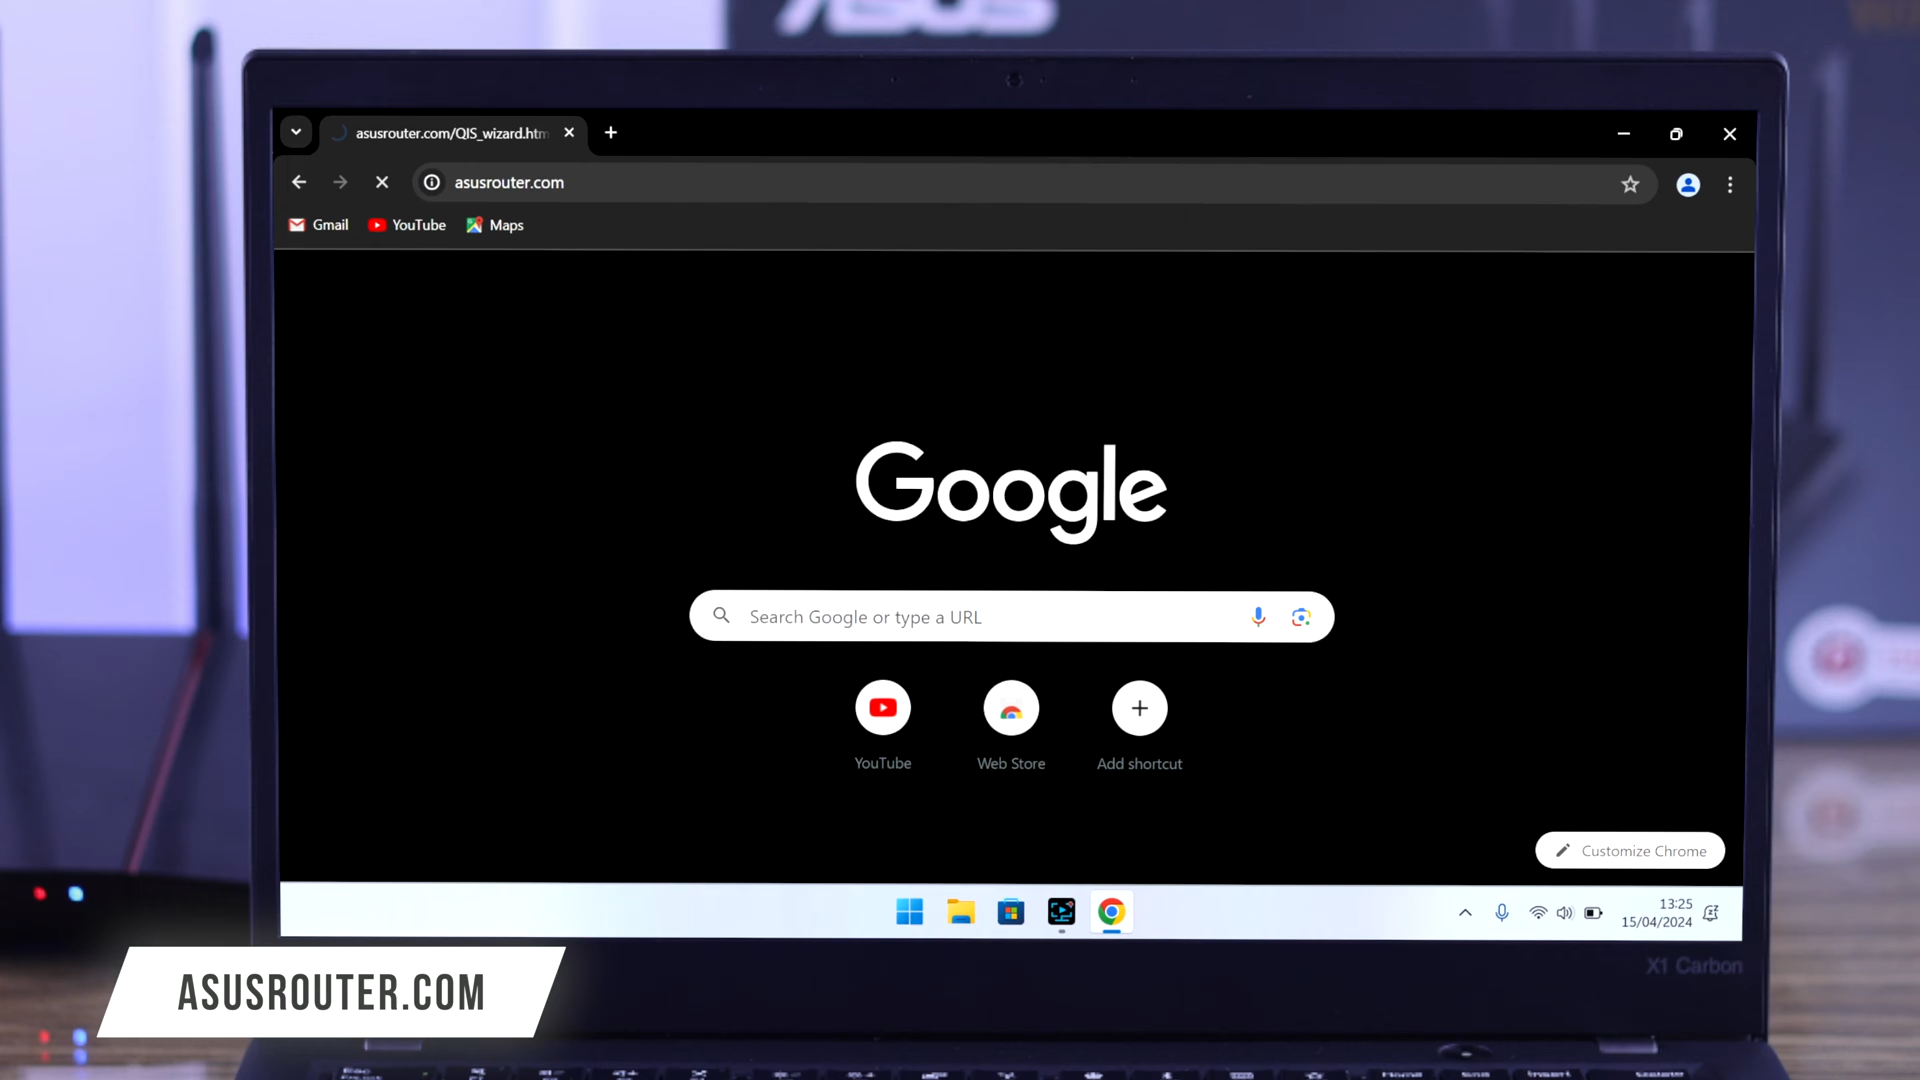 ASUS
asusrouter.com/QIS_wizard.htm
asusrouter.com
Gmail YouTube Maps
Google
Search Google or type a URL
YouTube Web Store Add shortcut
Customize Chrome
13:25
15/04/2024
X1 Carbon
ASUSROUTER.COM